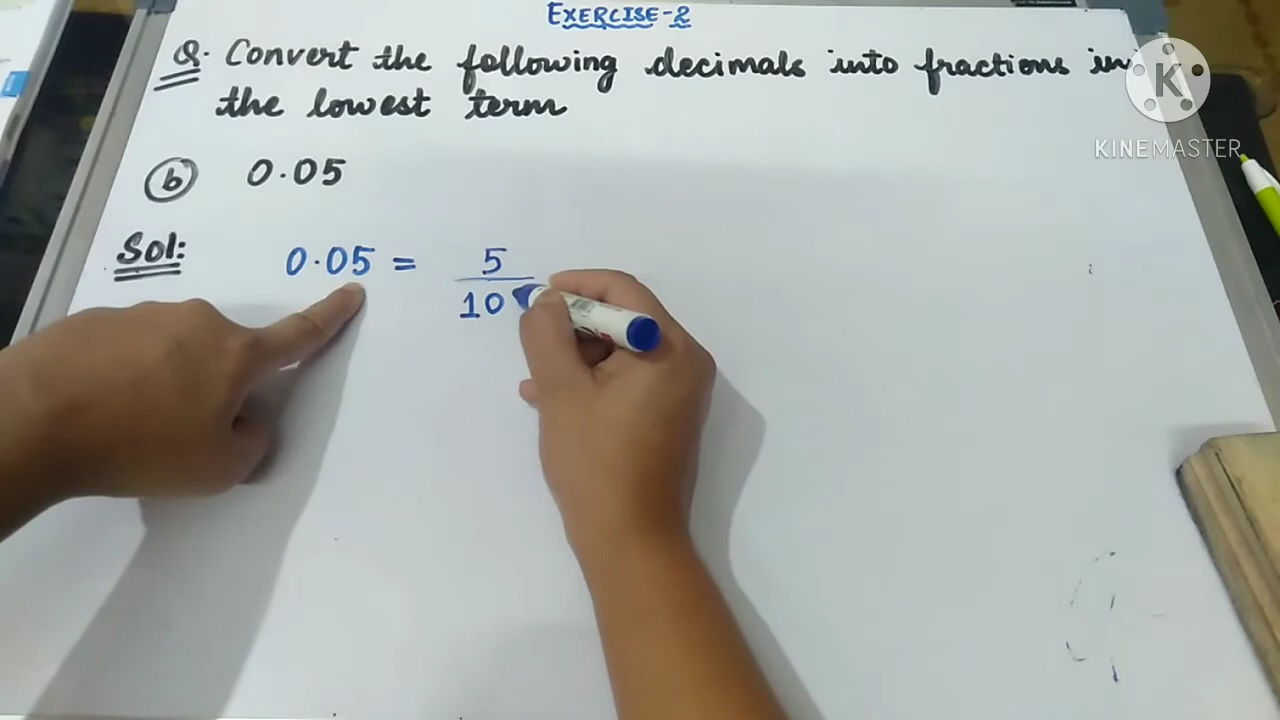 EXERCISE-2
Q. Convert the following decimals into fractions in
the lowest term
K
KINEMASTER
(b) 0.05
Sol: 0.05 = 5/10